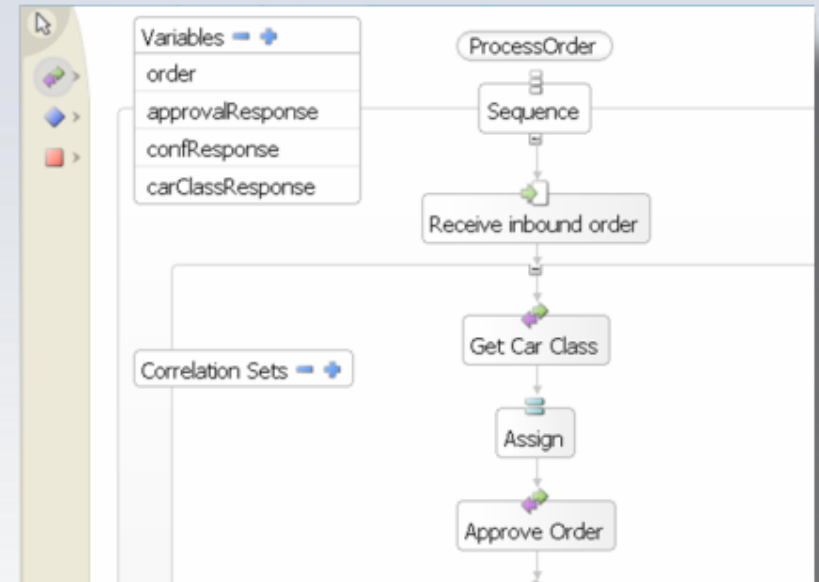 Variables
order
approvalResponse
confResponse
carClassResponse
Correlation Sets
ProcessOrder
Sequence
Receive inbound order
Get Car Class
Assign
Approve Order